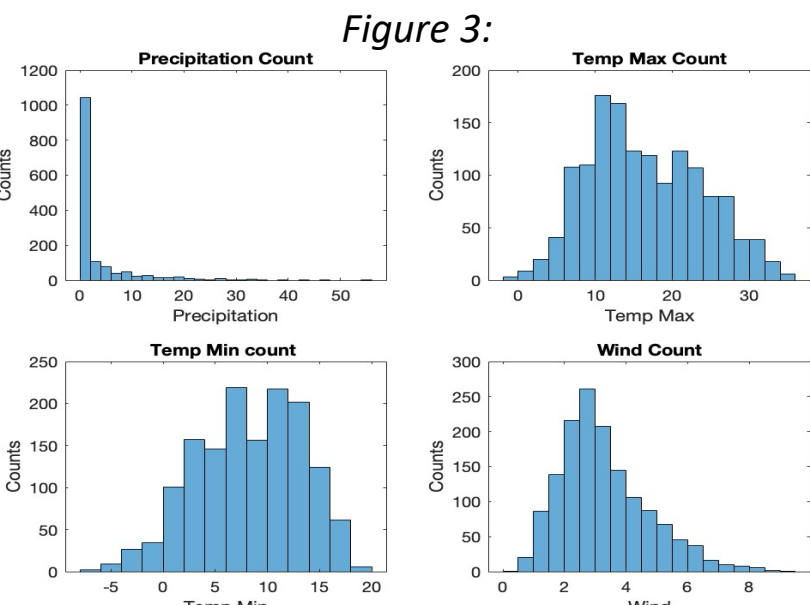 Figure 3:
Precipitation Count
1200
1000
800
600
400
200
0
Counts
0 10 20 30 40 50
Precipitation
Temp Max Count
200
150
100
50
0
Counts
0 10 20 30
Temp Max
Temp Min count
250
200
150
100
50
0
Counts
-5 0 5 10 15 20
Temp Min
Wind Count
300
250
200
150
100
50
0
Counts
0 2 4 6 8
Wind